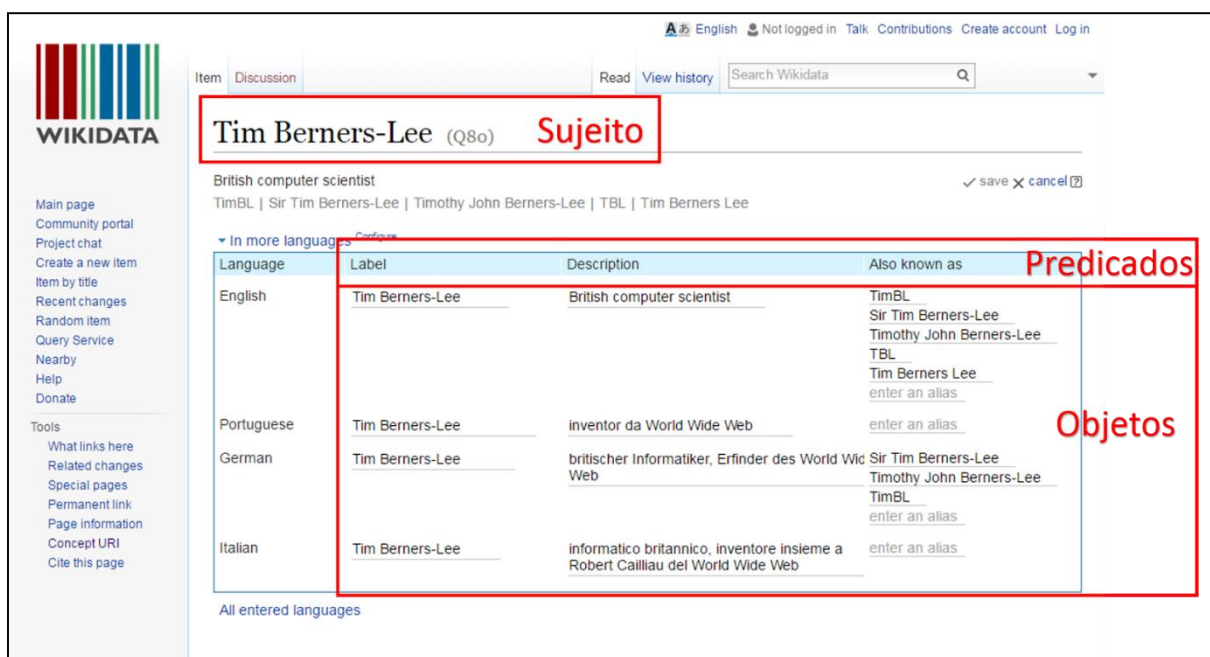 Aあ English Not logged in Talk Contributions Create account Log in
Item Discussion Read View history Search Wikidata
WIKIDATA
Tim Berners-Lee (Q80) Sujeito
British computer scientist save cancel [?]
TimBL | Sir Tim Berners-Lee | Timothy John Berners-Lee | TBL | Tim Berners Lee
In more languages Configure
Language Label Description Also known as Predicados
English Tim Berners-Lee British computer scientist TimBL
Sir Tim Berners-Lee
Timothy John Berners-Lee
TBL
Tim Berners Lee
enter an alias
Portuguese Tim Berners-Lee inventor da World Wide Web enter an alias
Objetos
German Tim Berners-Lee britischer Informatiker, Erfinder des World Wid Sir Tim Berners-Lee
Web Timothy John Berners-Lee
TimBL
enter an alias
Italian Tim Berners-Lee informatico britannico, inventore insieme a enter an alias
Robert Cailliau del World Wide Web
All entered languages
Main page
Community portal
Project chat
Create a new item
Item by title
Recent changes
Random item
Query Service
Nearby
Help
Donate
Tools
What links here
Related changes
Special pages
Permanent link
Page information
Concept URI
Cite this page